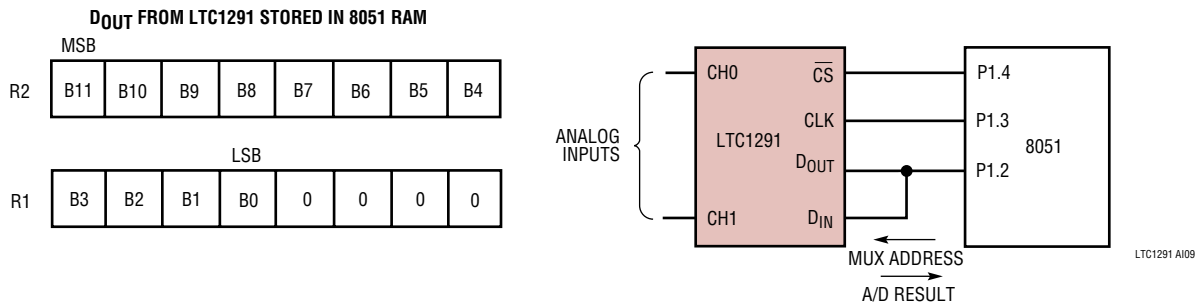 DOUT FROM LTC1291 STORED IN 8051 RAM
MSB
R2 B11 B10 B9 B8 B7 B6 B5 B4
LSB
R1 B3 B2 B1 B0 0 0 0 0
ANALOG
INPUTS
CH0
CH1
LTC1291
CS
CLK
DOUT
DIN
P1.4
P1.3
P1.2
8051
MUX ADDRESS
A/D RESULT
LTC1291 AI09